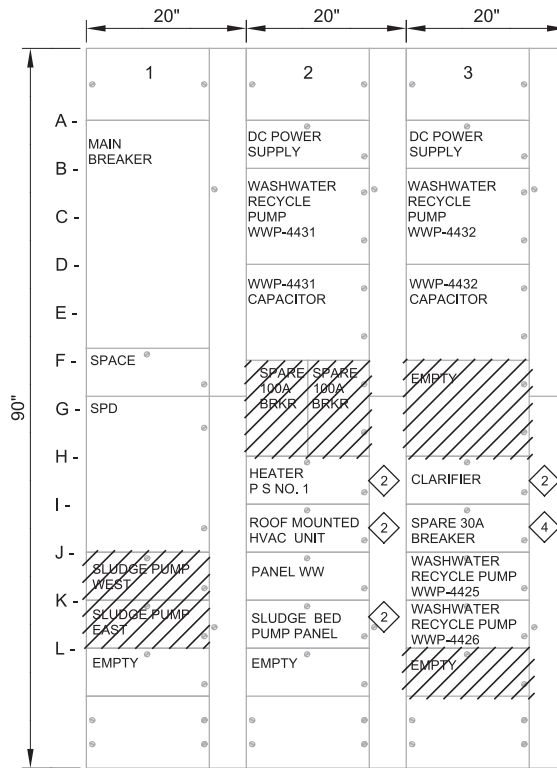 20"
20"
20"
90"
1
2
3
A -
B -
C -
D -
E -
F -
G -
H -
I -
J -
K -
L -
MAIN
BREAKER
SPACE
SPD
SLUDGE PUMP
WEST
SLUDGE PUMP
EAST
EMPTY
DC POWER
SUPPLY
WASHWATER
RECYCLE
PUMP
WWP-4431
WWP-4431
CAPACITOR
SPARE
100A
BRKR
SPARE
100A
BRKR
HEATER
P S NO. 1
2
ROOF MOUNTED
HVAC UNIT
2
PANEL WW
SLUDGE BED
PUMP PANEL
2
EMPTY
DC POWER
SUPPLY
WASHWATER
RECYCLE
PUMP
WWP-4432
WWP-4432
CAPACITOR
EMPTY
CLARIFIER
2
SPARE 30A
BREAKER
4
WASHWATER
RECYCLE PUMP
WWP-4425
WASHWATER
RECYCLE PUMP
WWP-4426
EMPTY